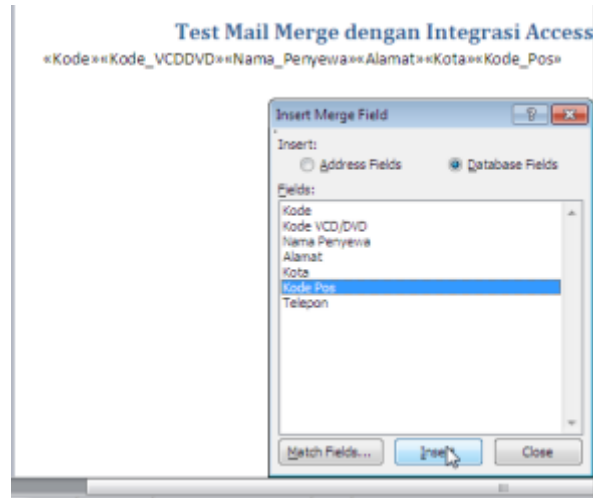 Test Mail Merge dengan Integrasi Access
«Kode»«Kode_VCDDVD»«Nama_Penyewa»«Alamat»«Kota»«Kode_Pos»
Insert Merge Field
Insert:
Address Fields Database Fields
Fields:
Kode
Kode VCD/DVD
Nama Penyewa
Alamat
Kota
Kode Pos
Telepon
Match Fields... Insert Close